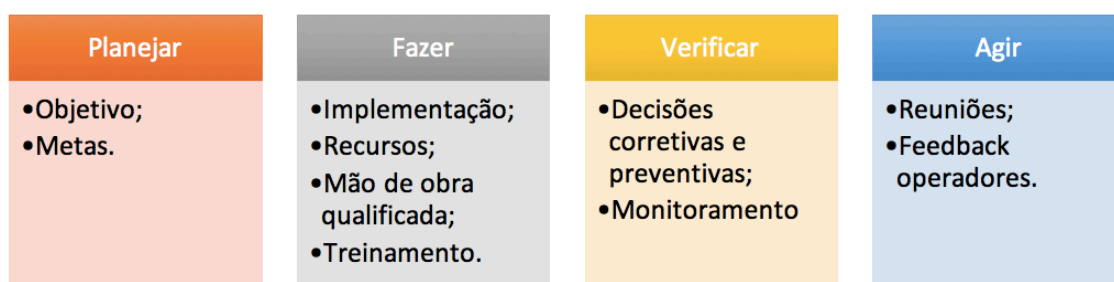 Planejar
•Objetivo;
•Metas.
Fazer
•Implementação;
•Recursos;
•Mão de obra
qualificada;
•Treinamento.
Verificar
•Decisões
corretivas e
preventivas;
•Monitoramento
Agir
•Reuniões;
•Feedback
operadores.